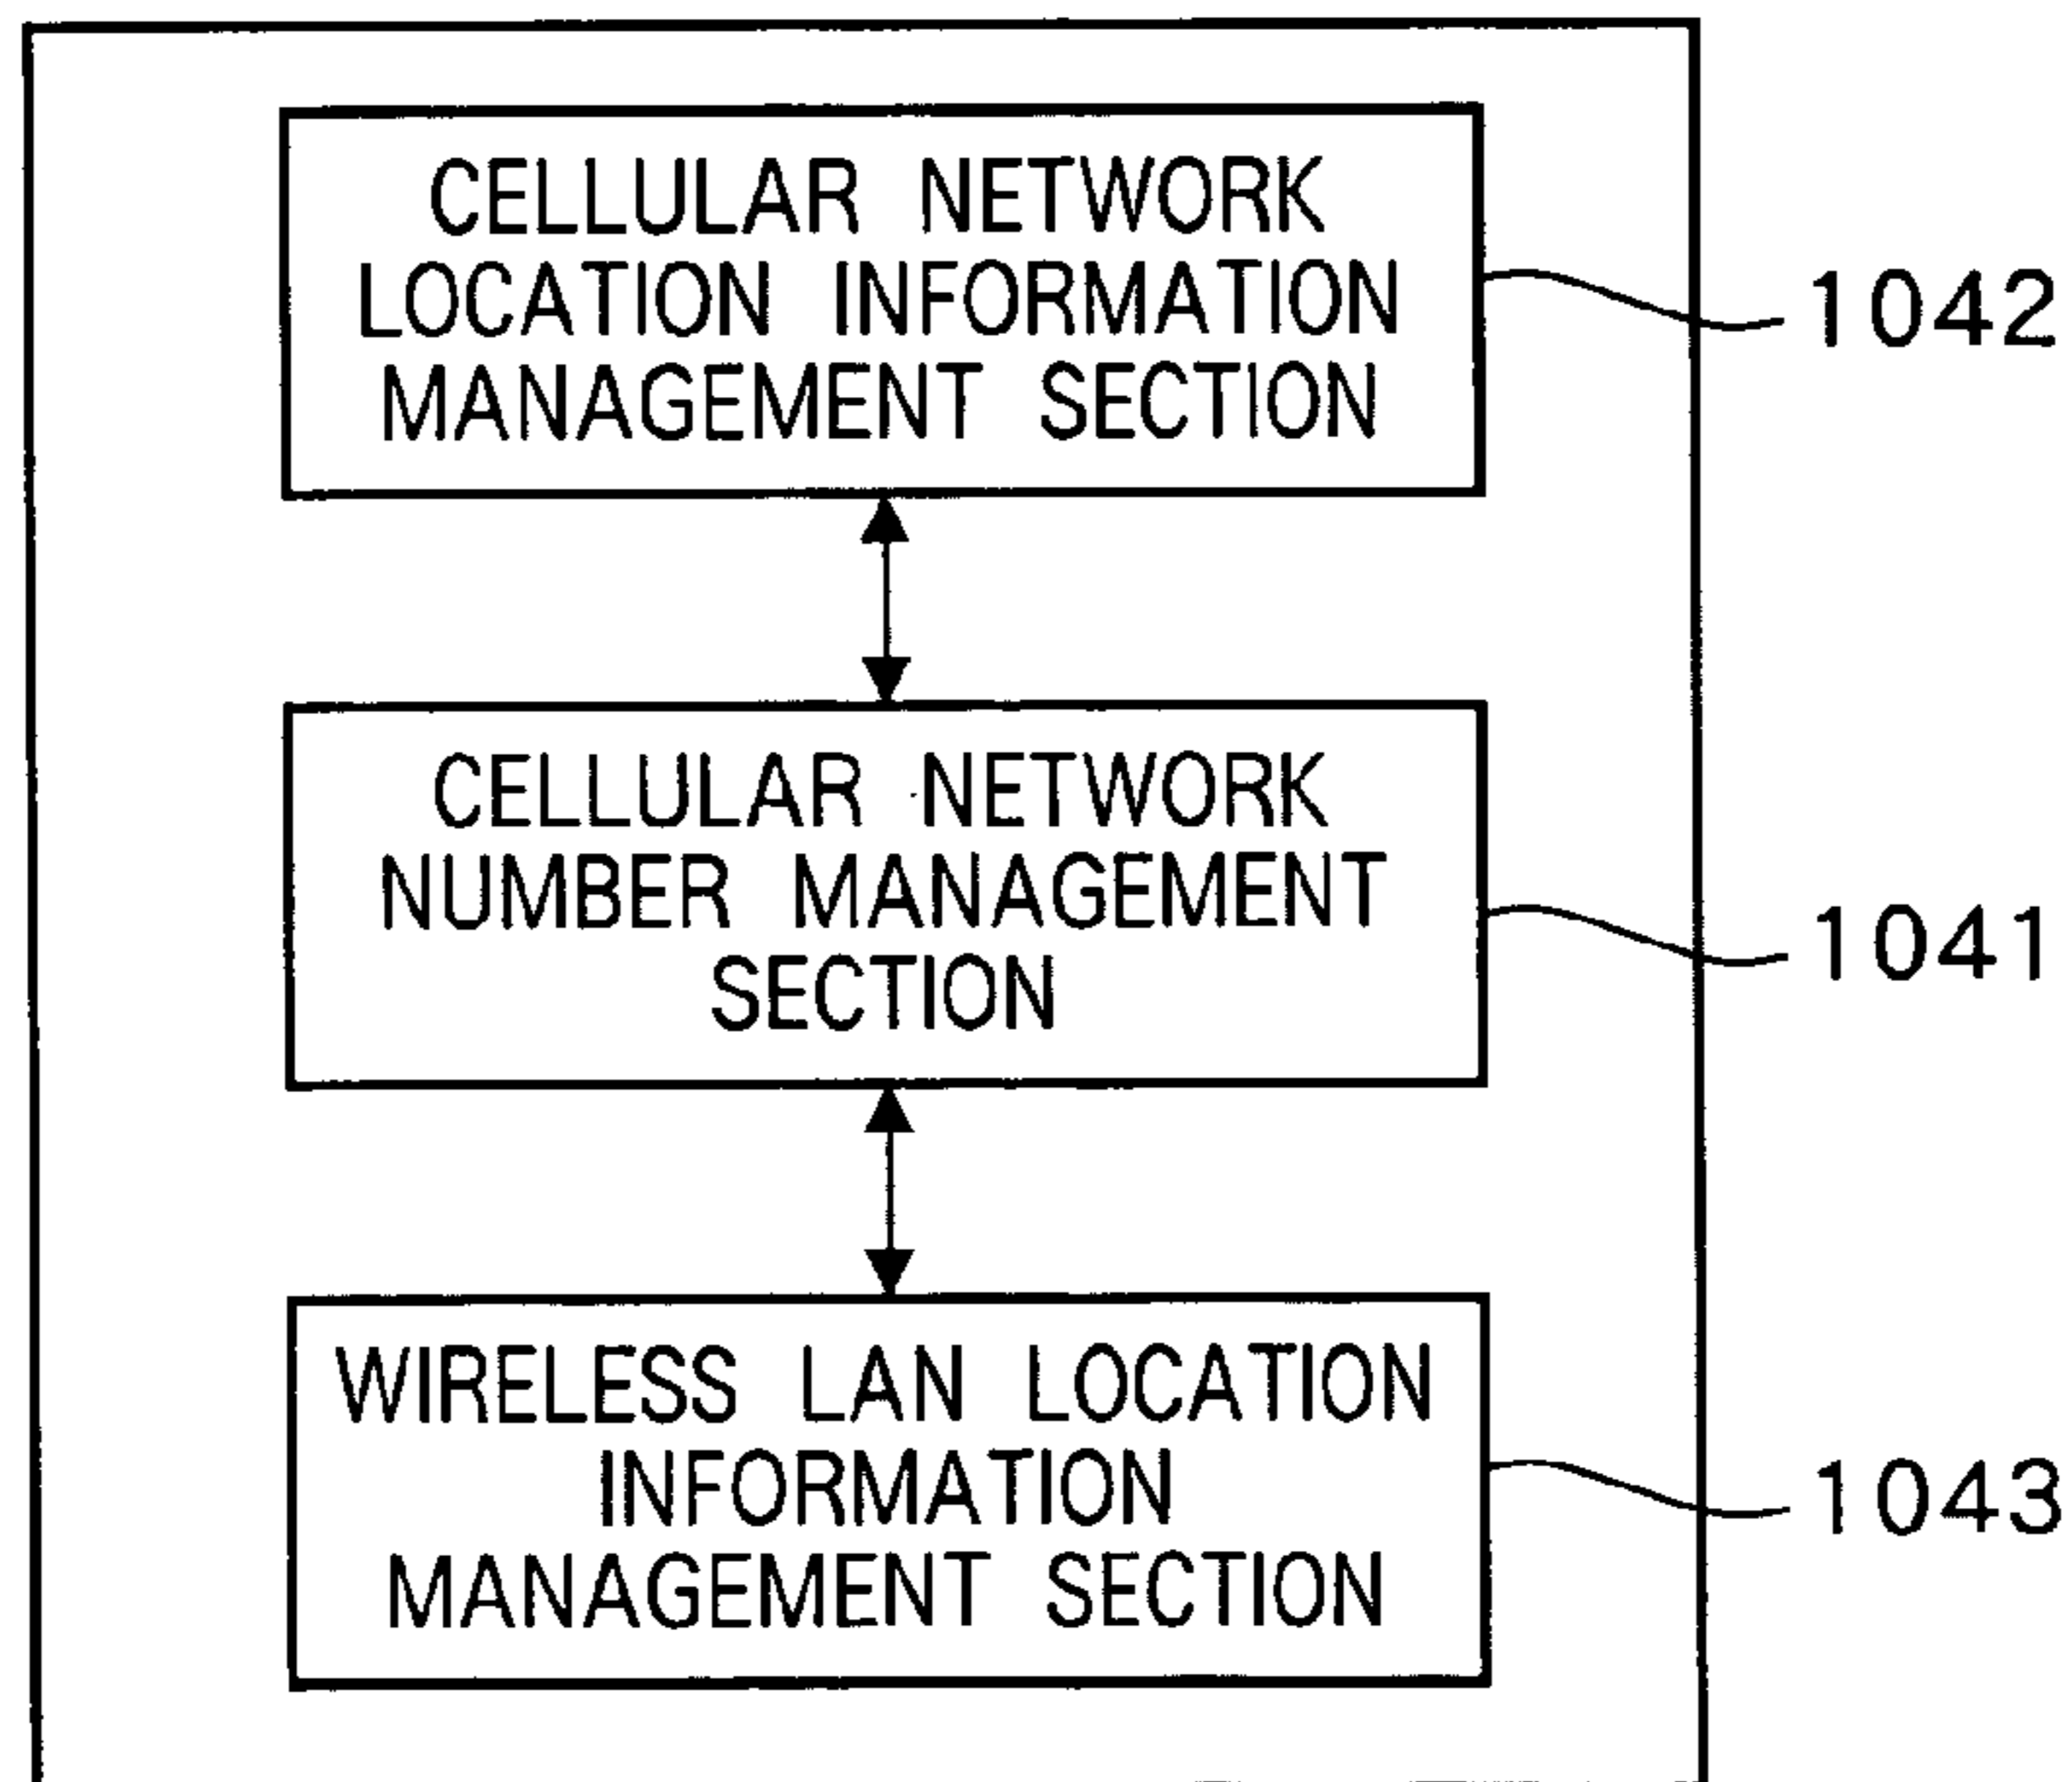 CELLULAR NETWORK
LOCATION INFORMATION
MANAGEMENT SECTION
1042
CELLULAR NETWORK
NUMBER MANAGEMENT
SECTION
1041
WIRELESS LAN LOCATION
INFORMATION
MANAGEMENT SECTION
1043